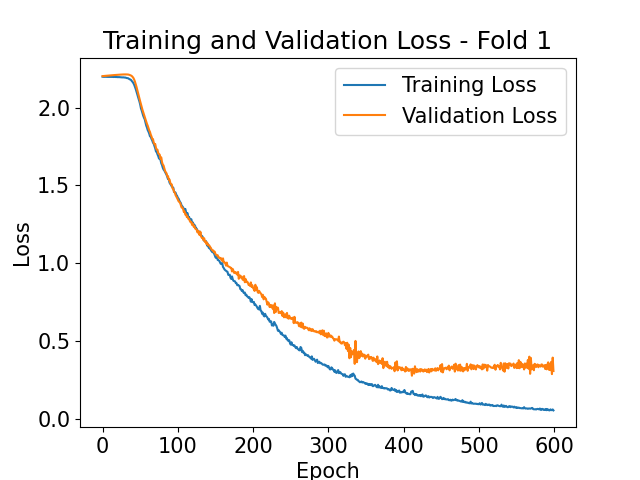 Training and Validation Loss - Fold 1
Training Loss
Validation Loss
2.0
1.5
1.0
0.5
0.0
Loss
0 100 200 300 400 500 600
Epoch